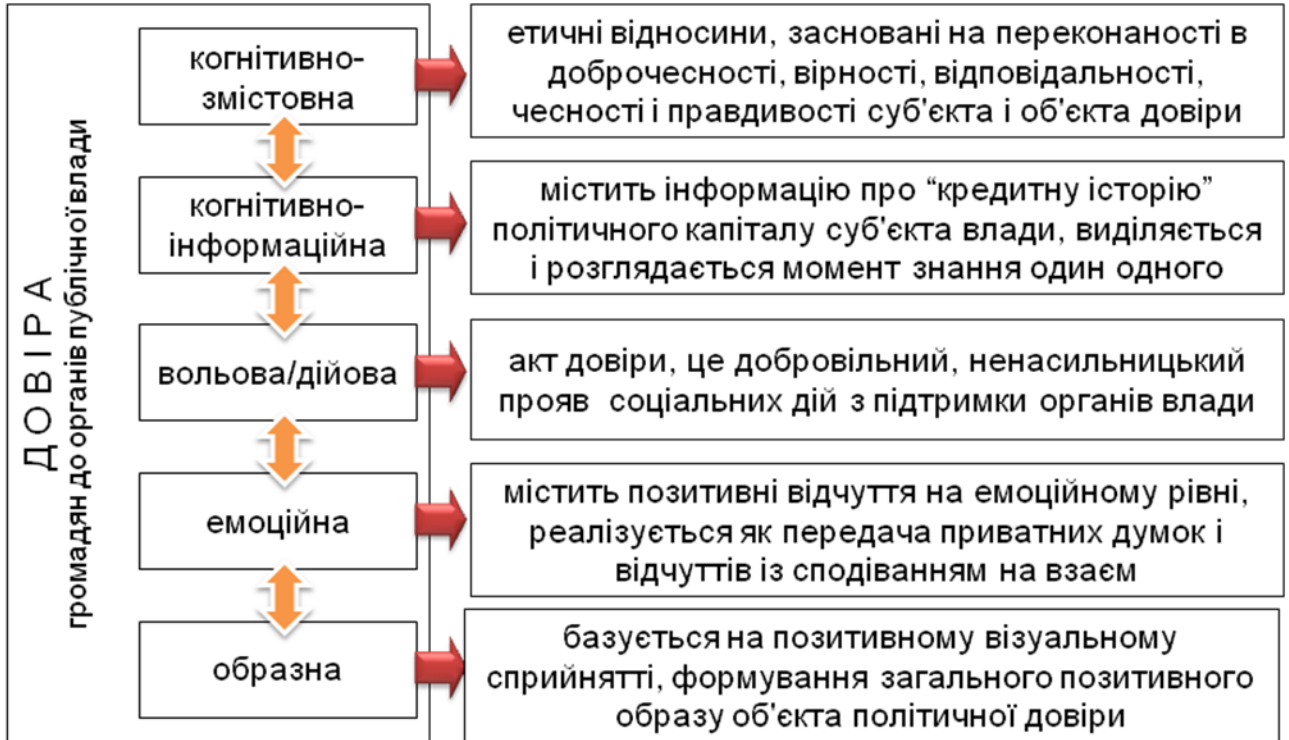 ДОВІРА
громадян до органів публічної влади
когнітивно-
змістовна
етичні відносини, засновані на переконаності в
доброчесності, вірності, відповідальності,
чесності і правдивості суб'єкта і об'єкта довіри
когнітивно-
інформаційна
містить інформацію про “кредитну історію”
політичного капіталу суб'єкта влади, виділяється
і розглядається момент знання один одного
вольова/дійова
акт довіри, це добровільний, ненасильницький
прояв соціальних дій з підтримки органів влади
емоційна
містить позитивні відчуття на емоційному рівні,
реалізується як передача приватних думок і
відчуттів із сподіванням на взаєм
образна
базується на позитивному візуальному
сприйнятті, формування загального позитивного
образу об'єкта політичної довіри